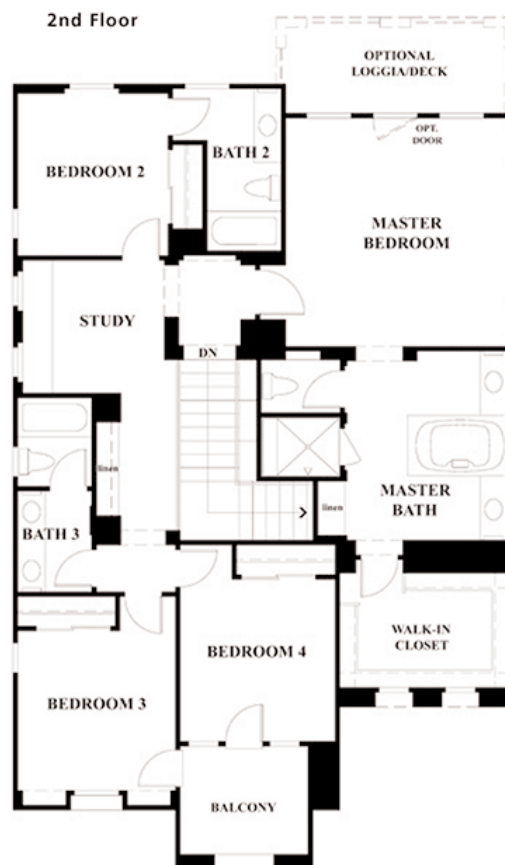 2nd Floor
OPTIONAL
LOGGIA/DECK
OPT.
DOOR
BATH 2
BEDROOM 2
MASTER
BEDROOM
STUDY
DN
linen
MASTER
BATH
linen
BATH 3
WALK-IN
CLOSET
BEDROOM 4
BEDROOM 3
BALCONY